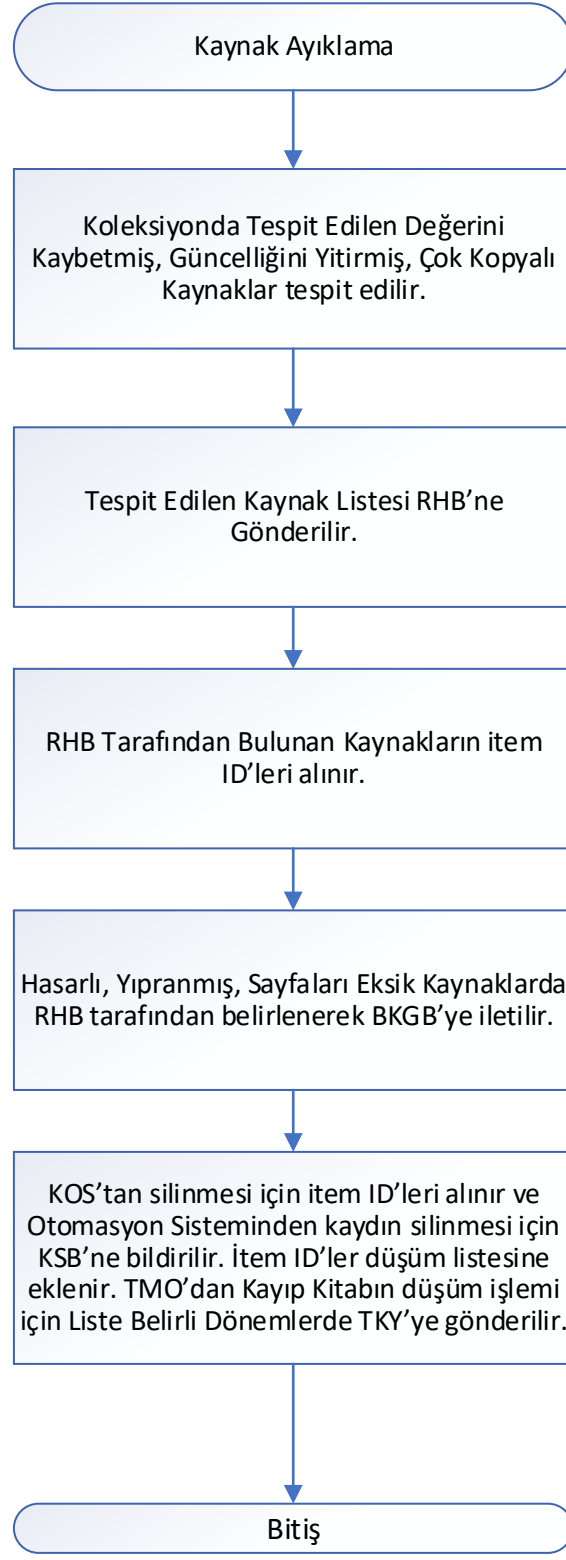 Kaynak Ayıklama
Koleksiyonda Tespit Edilen Değerini
Kaybetmiş, Güncelliğini Yitirmiş, Çok Kopyalı
Kaynaklar tespit edilir.
Tespit Edilen Kaynak Listesi RHB’ne
Gönderilir.
RHB Tarafından Bulunan Kaynakların item
ID’leri alınır.
Hasarlı, Yıpranmış, Sayfaları Eksik Kaynaklarda
RHB tarafından belirlenerek BKGB’ye iletilir.
KOS’tan silinmesi için item ID’leri alınır ve
Otomasyon Sisteminden kaydın silinmesi için
KSB’ne bildirilir. İtem ID’ler düşüm listesine
eklenir. TMO’dan Kayıp Kitabın düşüm işlemi
için Liste Belirli Dönemlerde TKY’ye gönderilir.
Bitiş